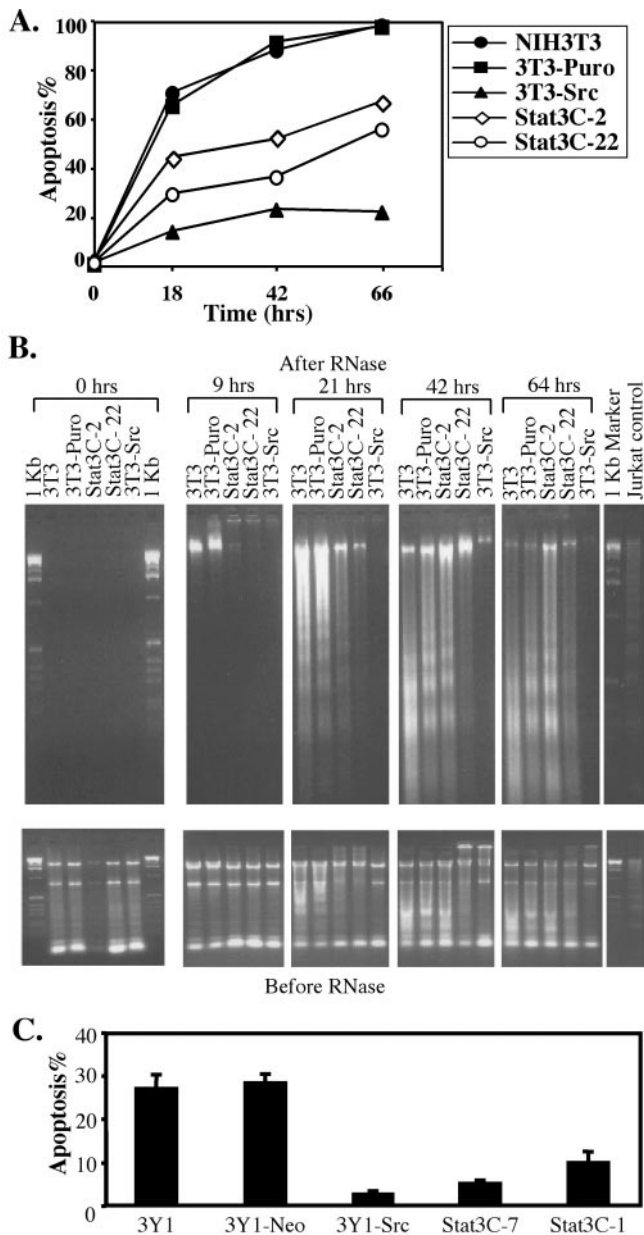 A.
100
80
60
40
20
0
Apoptosis%
0 18 42 66
Time (hrs)
NIH3T3
3T3-Puro
3T3-Src
Stat3C-2
Stat3C-22
B.
After RNase
0 hrs 9 hrs 21 hrs 42 hrs 64 hrs
1 Kb 3T3 3T3-Puro Stat3C-2 Stat3C-22 3T3-Src 1 Kb
3T3 3T3-Puro Stat3C-2 Stat3C-22 3T3-Src
3T3 3T3-Puro Stat3C-2 Stat3C-22 3T3-Src
3T3 3T3-Puro Stat3C-2 Stat3C-22 3T3-Src
3T3 3T3-Puro Stat3C-2 Stat3C-22 3T3-Src
1 Kb Marker Jurkat control
Before RNase
C.
40
30
20
10
0
Apoptosis%
3Y1 3Y1-Neo 3Y1-Src Stat3C-7 Stat3C-1